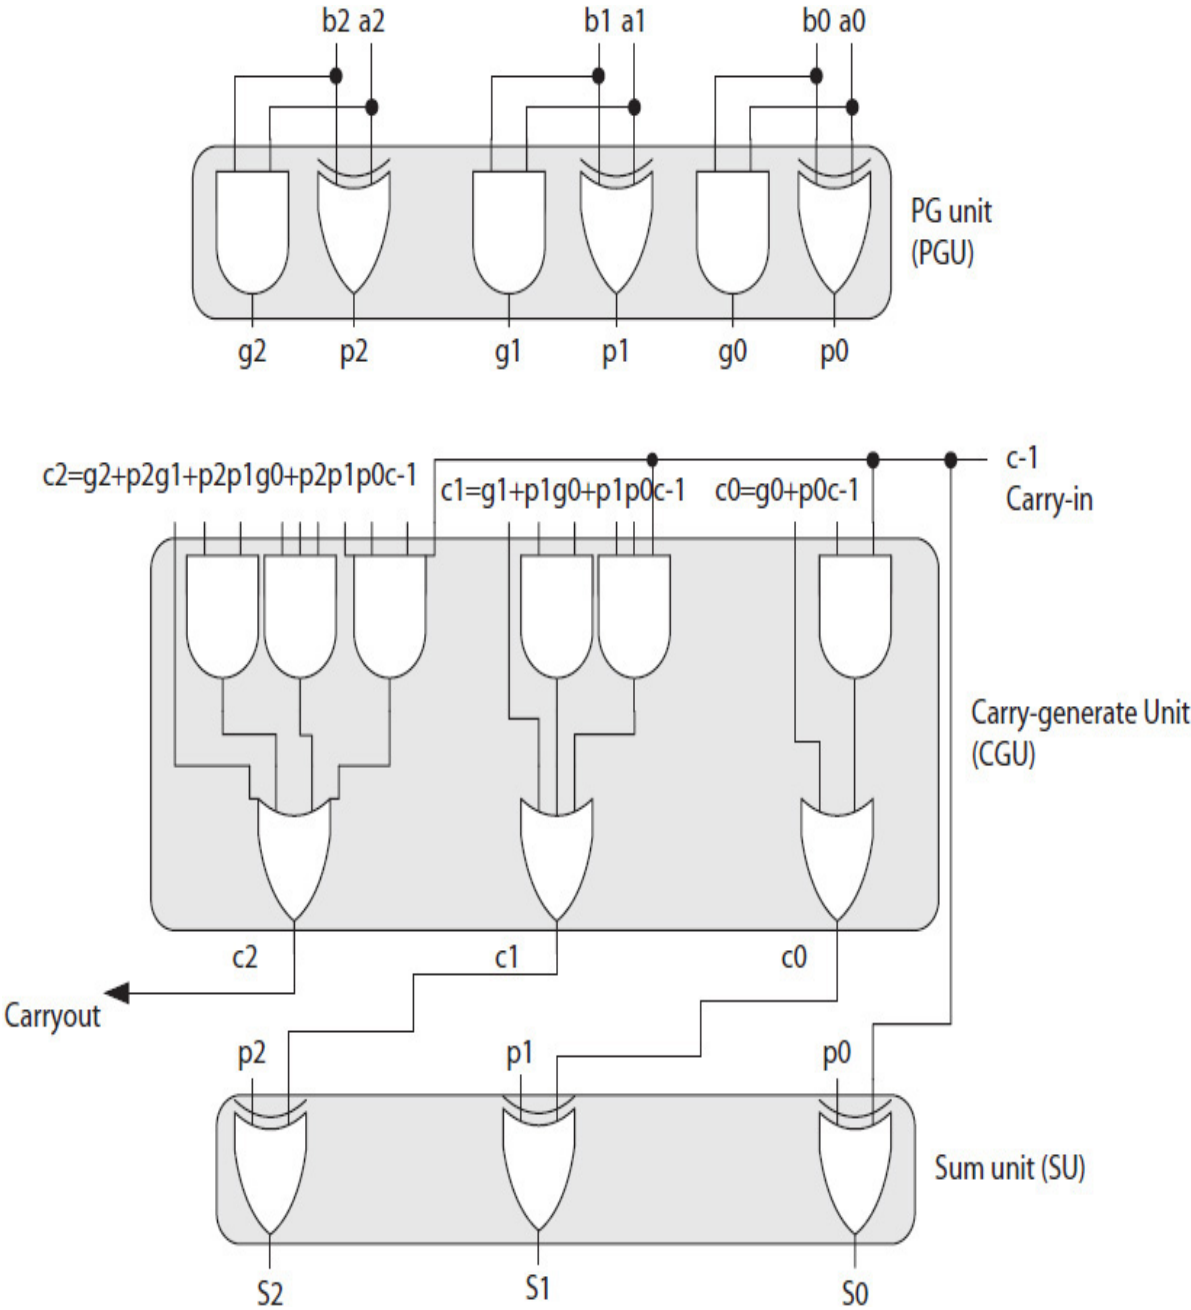 b2 a2
b1 a1
b0 a0
PG unit
(PGU)
g2
p2
g1
p1
g0
p0
c2=g2+p2g1+p2p1g0+p2p1p0c-1
c1=g1+p1g0+p1p0c-1
c0=g0+p0c-1
c-1
Carry-in
Carry-generate Unit
(CGU)
c2
c1
c0
Carryout
p2
p1
p0
Sum unit (SU)
S2
S1
S0